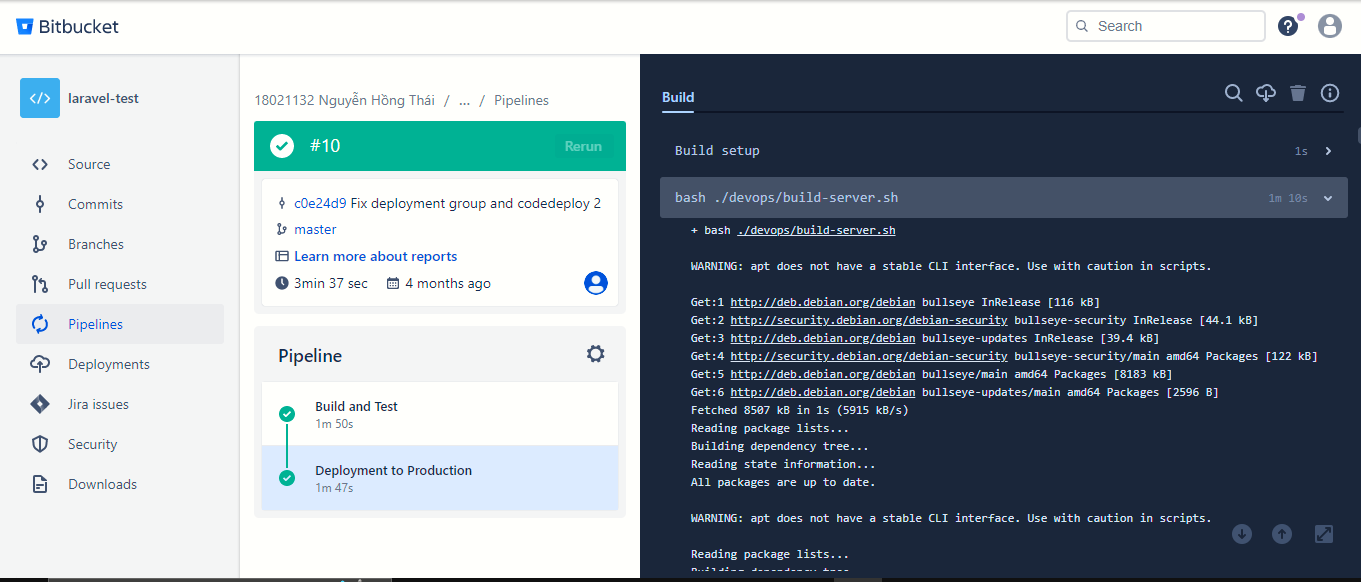 Bitbucket
Search
laravel-test
Source
Commits
Branches
Pull requests
Pipelines
Deployments
Jira issues
Security
Downloads
18021132 Nguyễn Hồng Thái / ... / Pipelines
#10 Rerun
c0e24d9 Fix deployment group and codedeploy 2
master
Learn more about reports
3min 37 sec 4 months ago
Pipeline
Build and Test
1m 50s
Deployment to Production
1m 47s
Build
Build setup 1s
bash ./devops/build-server.sh 1m 10s
+ bash ./devops/build-server.sh
WARNING: apt does not have a stable CLI interface. Use with caution in scripts.
Get:1 http://deb.debian.org/debian bullseye InRelease [116 kB]
Get:2 http://security.debian.org/debian-security bullseye-security InRelease [44.1 kB]
Get:3 http://deb.debian.org/debian bullseye-updates InRelease [39.4 kB]
Get:4 http://security.debian.org/debian-security bullseye-security/main amd64 Packages [122 kB]
Get:5 http://deb.debian.org/debian bullseye/main amd64 Packages [8183 kB]
Get:6 http://deb.debian.org/debian bullseye-updates/main amd64 Packages [2596 B]
Fetched 8507 kB in 1s (5915 kB/s)
Reading package lists...
Building dependency tree...
Reading state information...
All packages are up to date.
WARNING: apt does not have a stable CLI interface. Use with caution in scripts.
Reading package lists...
Building dependency tree...